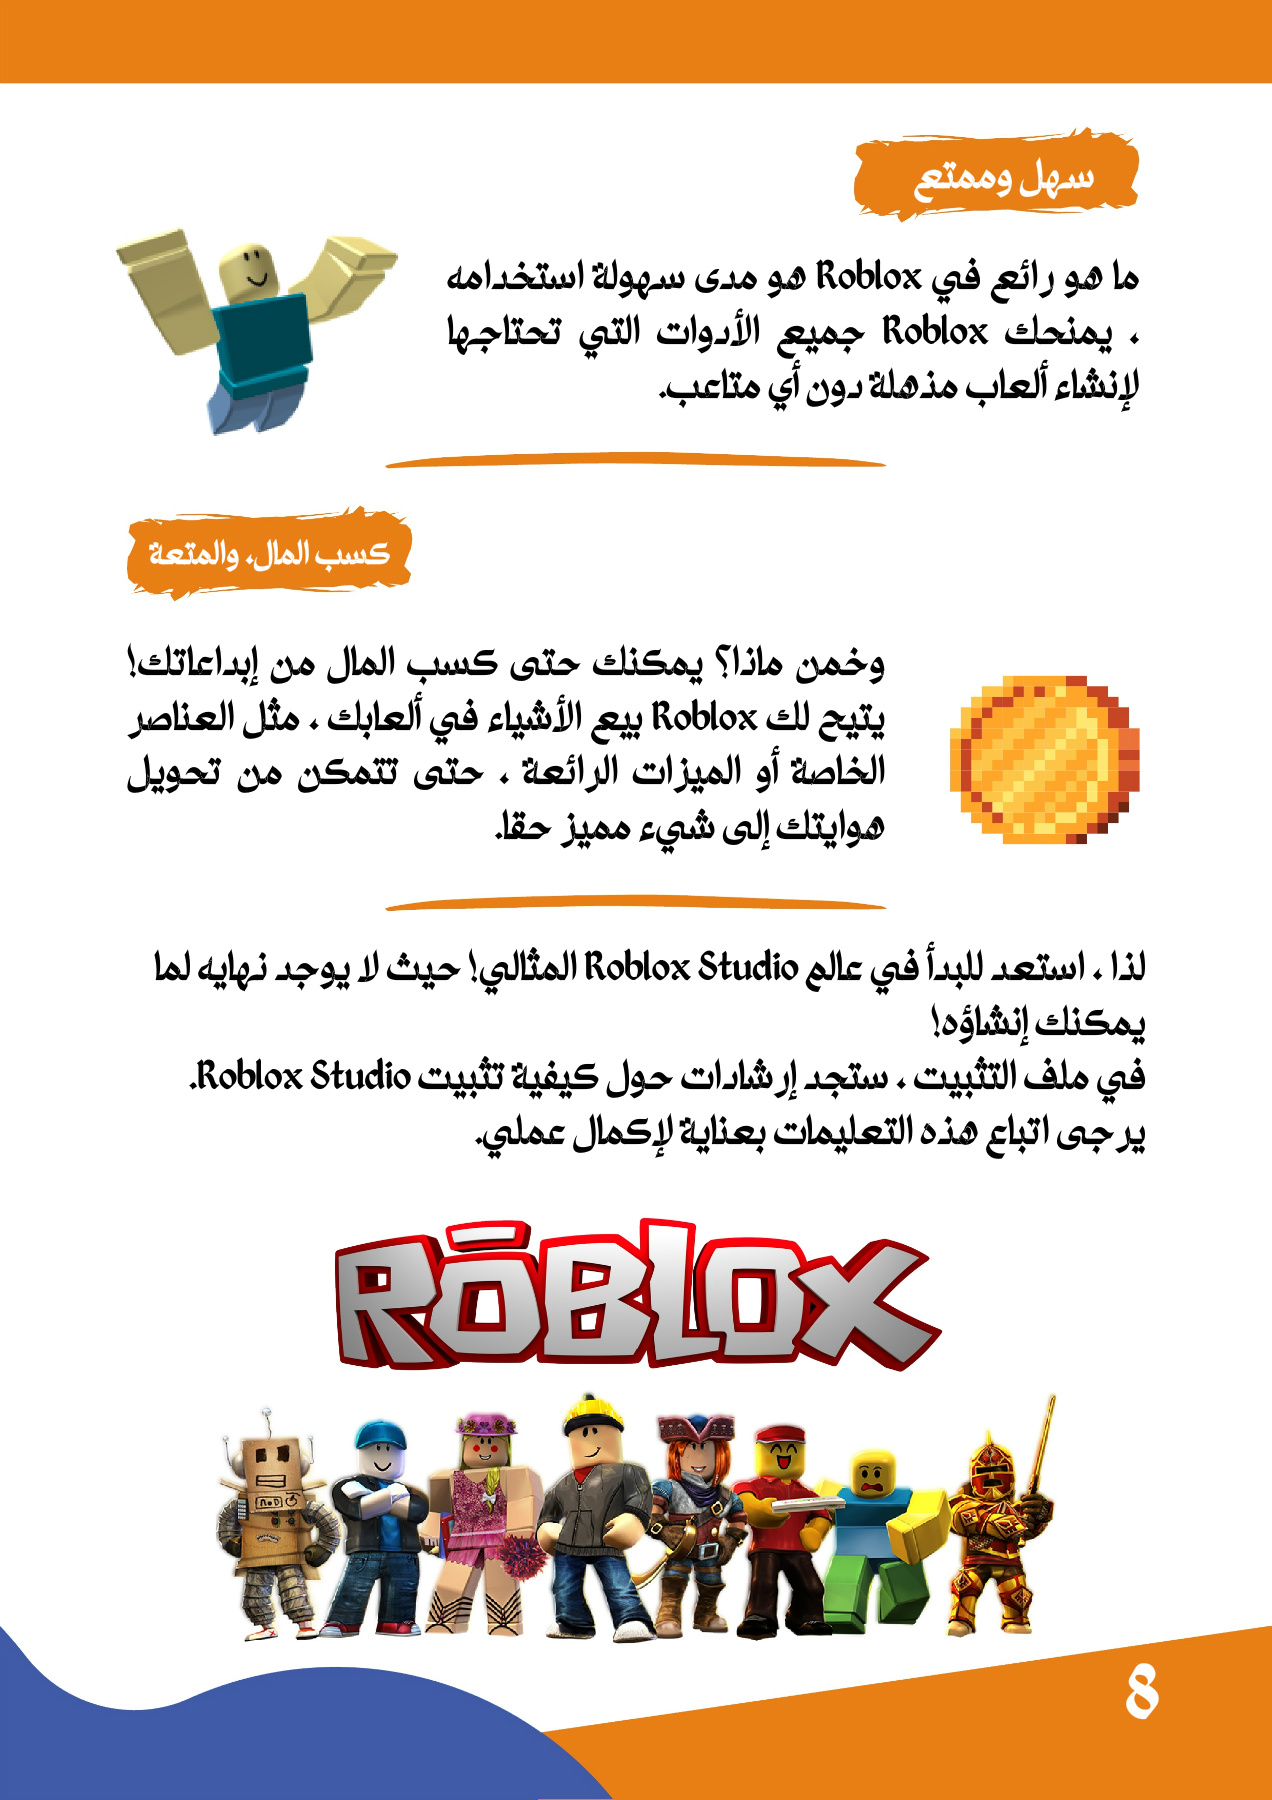 سهل وممتع
ما هو رائع في Roblox هو مدى سهولة استخدامه
، يمنحك Roblox جميع الأدوات التي تحتاجها
لإنشاء ألعاب مذهلة دون أي متاعب.
كسب المال، والمتعة
وخمن ماذا؟ يمكنك حتى كسب المال من إبداعاتك!
يتيح لك Roblox بيع الأشياء في ألعابك ، مثل العناصر
الخاصة أو الميزات الرائعة ، حتى تتمكن من تحويل
هوايتك إلى شيء مميز حقا.
لذا ، استعد للبدأ في عالم Roblox Studio المثالي! حيث لا يوجد نهايه لما
يمكنك إنشاؤه!
في ملف التثبيت ، ستجد إرشادات حول كيفية تثبيت Roblox Studio.
يرجى اتباع هذه التعليمات بعناية لإكمال عملي.
RŌBLOX
8